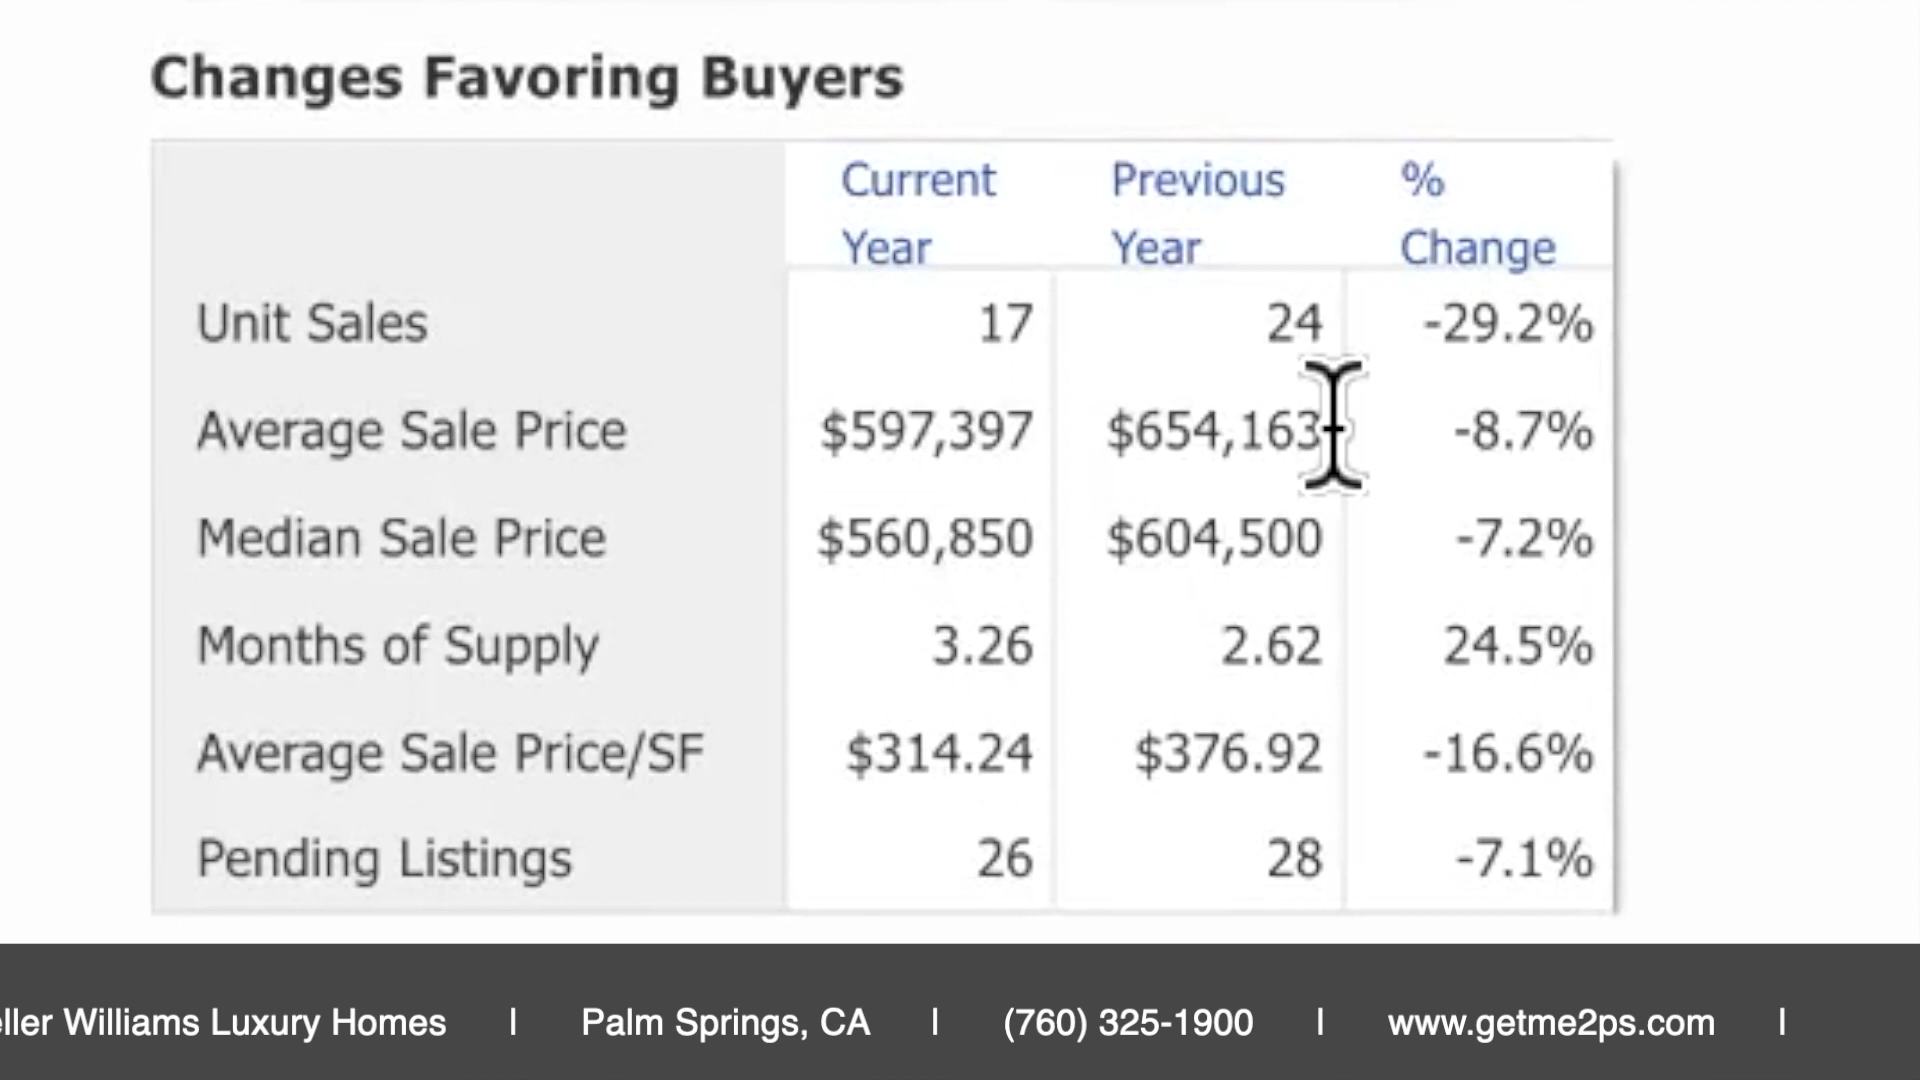 Changes Favoring Buyers
Current Year Previous Year % Change
Unit Sales 17 24 -29.2%
Average Sale Price $597,397 $654,163 -8.7%
Median Sale Price $560,850 $604,500 -7.2%
Months of Supply 3.26 2.62 24.5%
Average Sale Price/SF $314.24 $376.92 -16.6%
Pending Listings 26 28 -7.1%
eller Williams Luxury Homes | Palm Springs, CA | (760) 325-1900 | www.getme2ps.com |